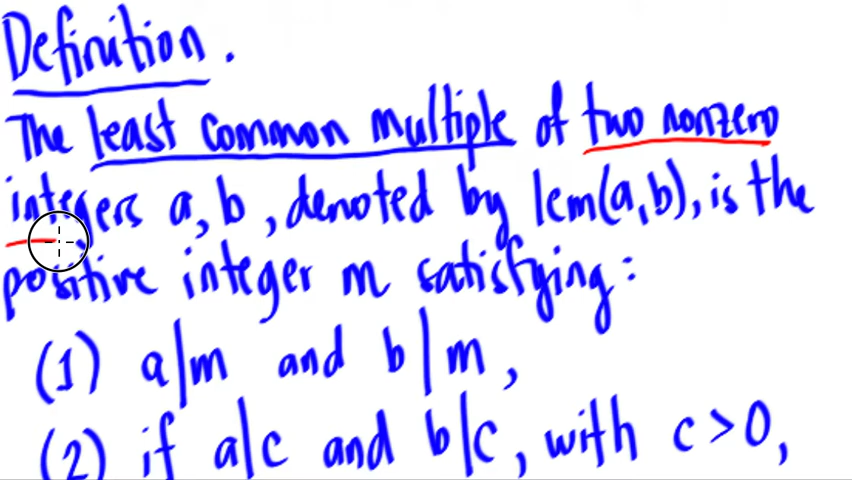 Definition.
The least common multiple of two nonzero
integers a, b, denoted by lcm(a,b), is the
positive integer m satisfying:
(1) a|m and b|m,
(2) if a|c and b|c, with c > 0,